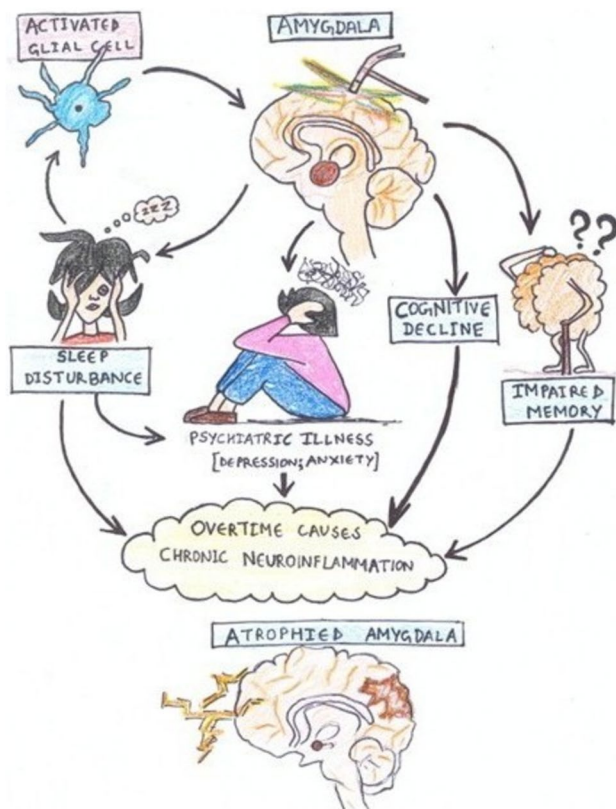 ACTIVATED
GLIAL CELL
AMYGDALA
zzz
??
SLEEP
DISTURBANCE
COGNITIVE
DECLINE
IMPAIRED
MEMORY
PSYCHIATRIC ILLNESS
[DEPRESSION; ANXIETY]
OVERTIME CAUSES
CHRONIC NEUROINFLAMMATION
ATROPHIED AMYGDALA